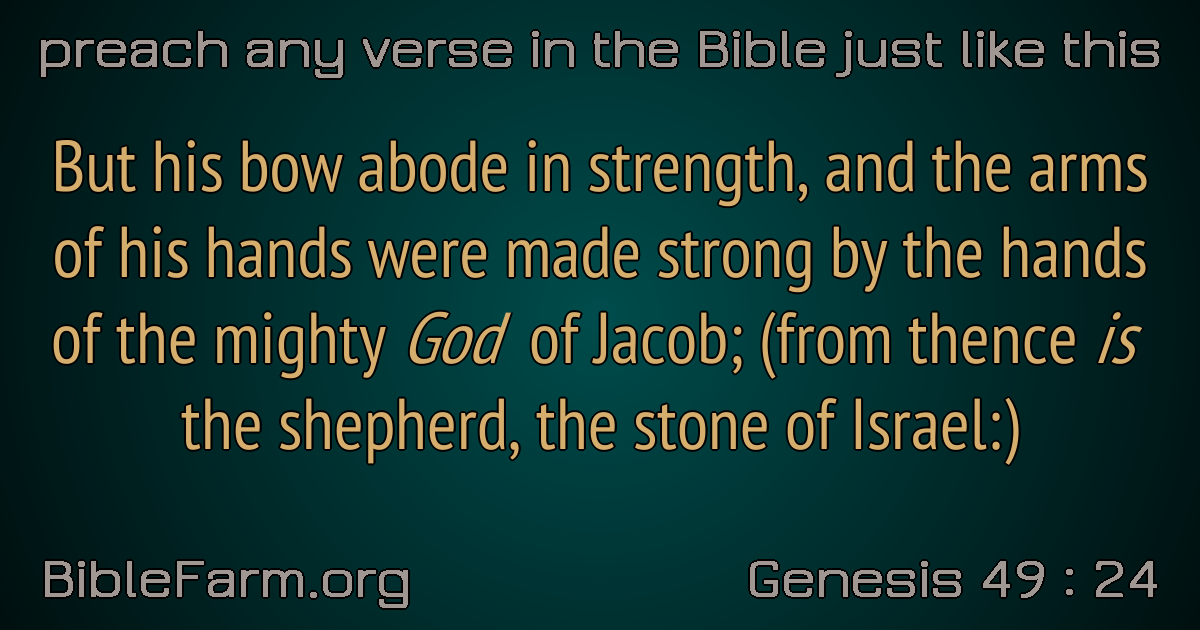 preach any verse in the Bible just like this
But his bow abode in strength, and the arms
of his hands were made strong by the hands
of the mighty God of Jacob; (from thence is
the shepherd, the stone of Israel:)
BibleFarm.org
Genesis 49 : 24